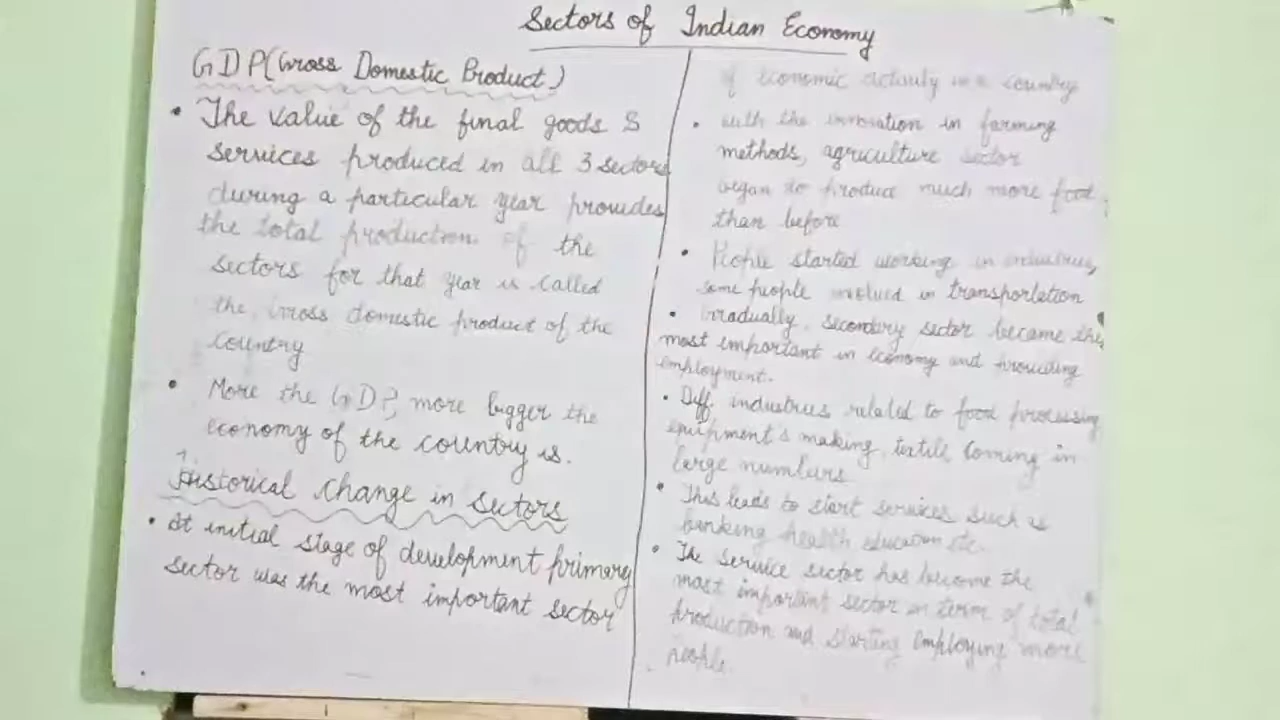 Sectors of Indian Economy
GDP(Gross Domestic Product)
• The value of the final goods &
services produced in all 3 sectors
during a particular year provides
the total production of the
sectors for that year is called
the Gross domestic product of the
country
• More the GDP, more bigger the
economy of the country is.
Historical change in sectors
• At initial stage of development primary
sector was the most important sector
of economic activity in a country
• with the innovation in farming
methods, agriculture sector
began to produce much more food
than before
• People started working in industries,
some people involved in transportation
• Gradually, secondary sector became the
most important in economy and providing
employment.
• Diff. industries related to food processing
equipment's making, textile, coming in
large numbers
• This leads to start services such as
banking health education etc.
• The service sector has become the
most important sector in term of total
production and starting employing more
people.